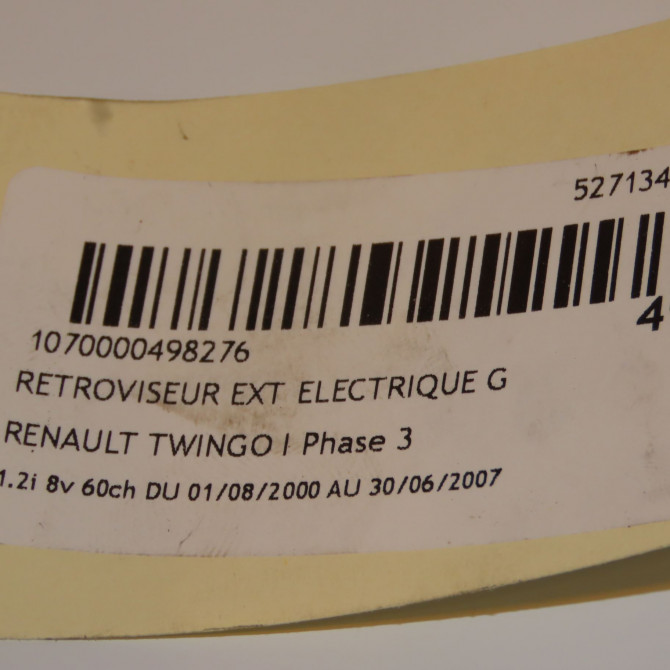 527134
4
1070000498276
RETROVISEUR EXT ELECTRIQUE G
RENAULT TWINGO I Phase 3
1.2i 8v 60ch DU 01/08/2000 AU 30/06/2007